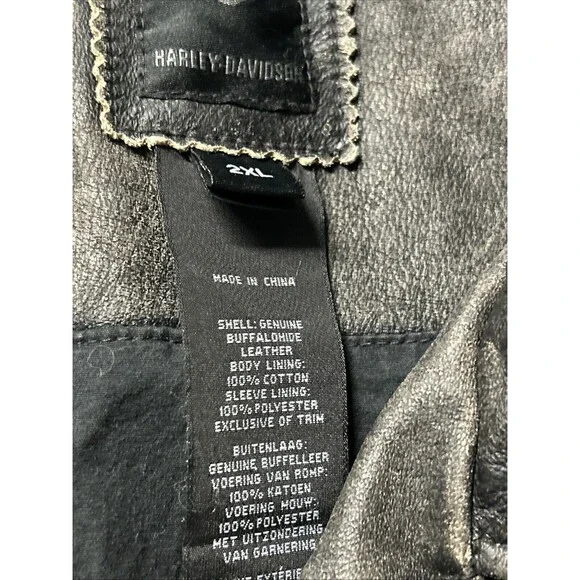 HARLEY-DAVIDSON
2XL
MADE IN CHINA
SHELL: GENUINE
BUFFALOHIDE
LEATHER
BODY LINING:
100% COTTON
SLEEVE LINING:
100% POLYESTER
EXCLUSIVE OF TRIM
BUITENLAAG:
GENUINE BUFFELLEER
VOERING VAN ROMP:
100% KATOEN
VOERING MOUW:
100% POLYESTER
MET UITZONDERING
VAN GARNERING